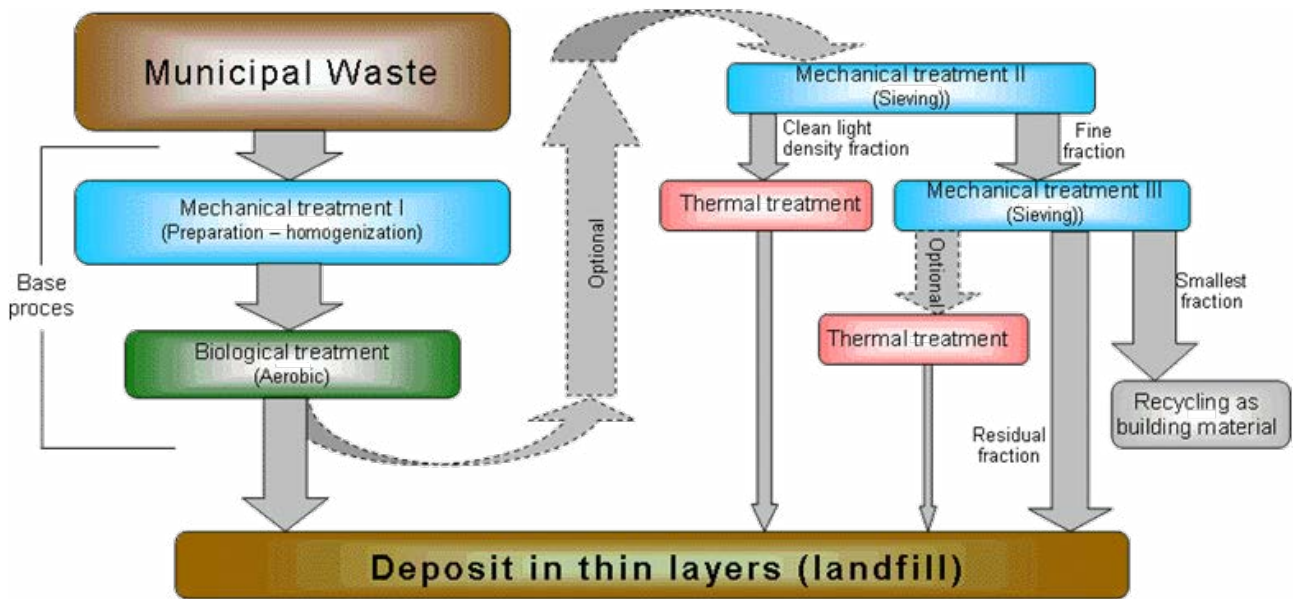 Municipal Waste
Mechanical treatment I
(Preparation – homogenization)
Base
proces
Biological treatment
(Aerobic)
Optional
Mechanical treatment II
(Sieving))
Clean light
density fraction
Fine
fraction
Thermal treatment
Mechanical treatment III
(Sieving))
Optional
Smallest
fraction
Thermal treatment
Recycling as
building material
Residual
fraction
Deposit in thin layers (landfill)